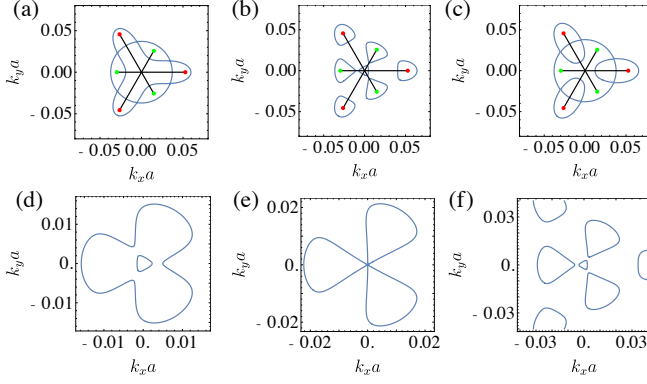 (a) (b) (c)
0.05 0.05 0.05
k_y a k_y a k_y a
0.00 0.00 0.00
- 0.05 - 0.05 - 0.05
- 0.05 0.00 0.05 - 0.05 0.00 0.05 - 0.05 0.00 0.05
k_x a k_x a k_x a
(d) (e) (f)
0.01 0.02 0.03
k_y a k_y a k_y a
0. 0. 0.
- 0.01 - 0.02 - 0.03
- 0.01 0. 0.01 - 0.02 0. 0.02 - 0.03 0. 0.03
k_x a k_x a k_x a